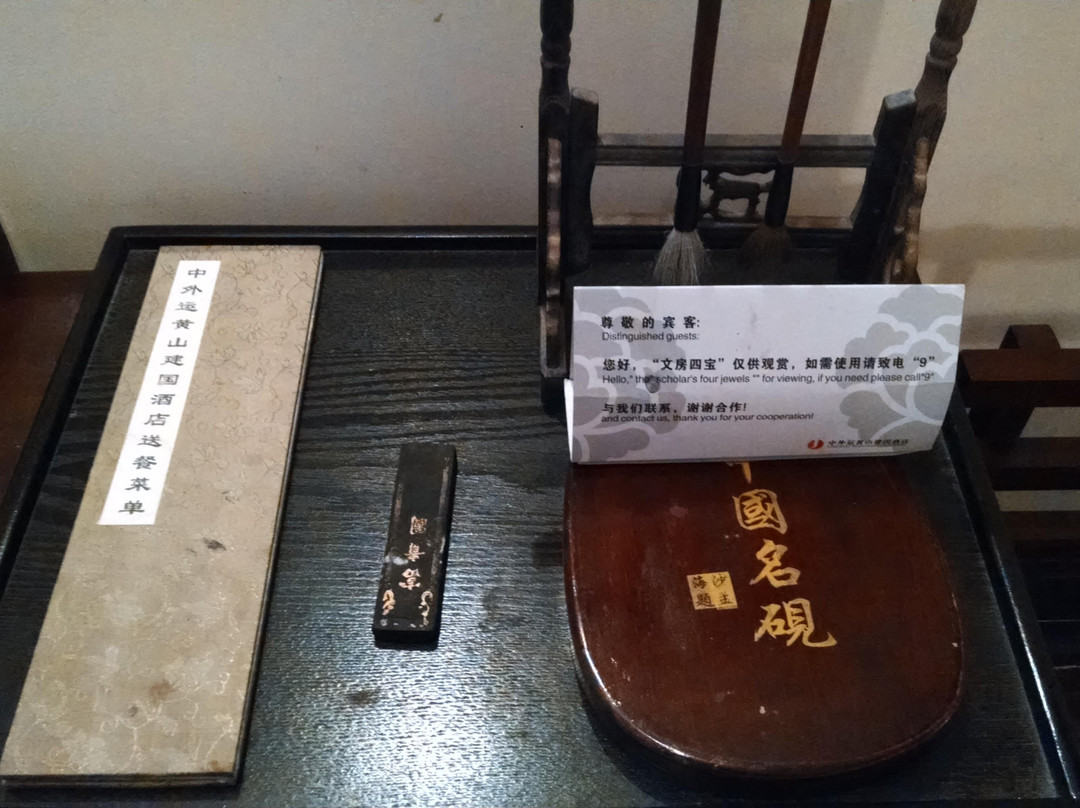 中外运黄山建国酒店送餐菜单
尊敬的宾客:
Distinguished guests:
您好，“文房四宝”仅供观赏，如需使用请致电“9”
Hello," the" scholar's four jewels "" for viewing, if you need please call"9"
与我们联系，谢谢合作!
and contact us, thank you for your cooperation!
國名硯